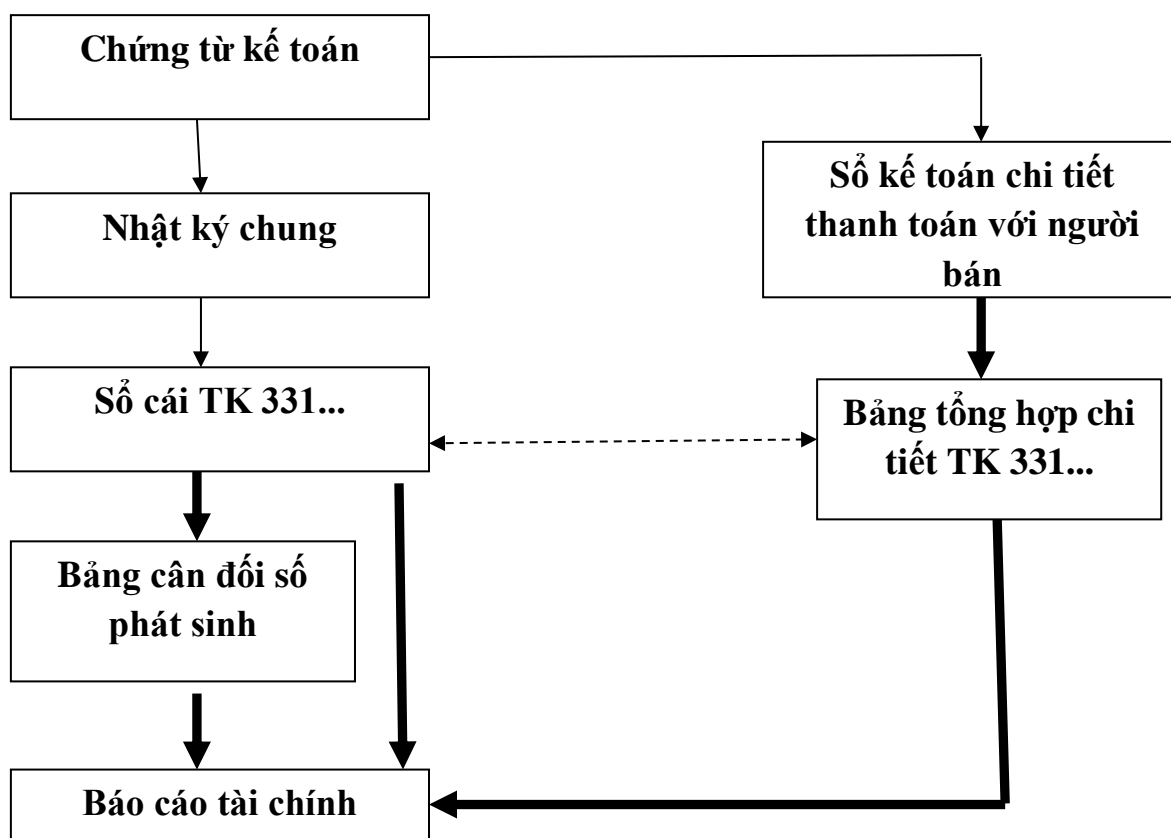 Chứng từ kế toán
Sổ kế toán chi tiết
thanh toán với người
bán
Nhật ký chung
Sổ cái TK 331...
Bảng tổng hợp chi
tiết TK 331...
Bảng cân đối số
phát sinh
Báo cáo tài chính